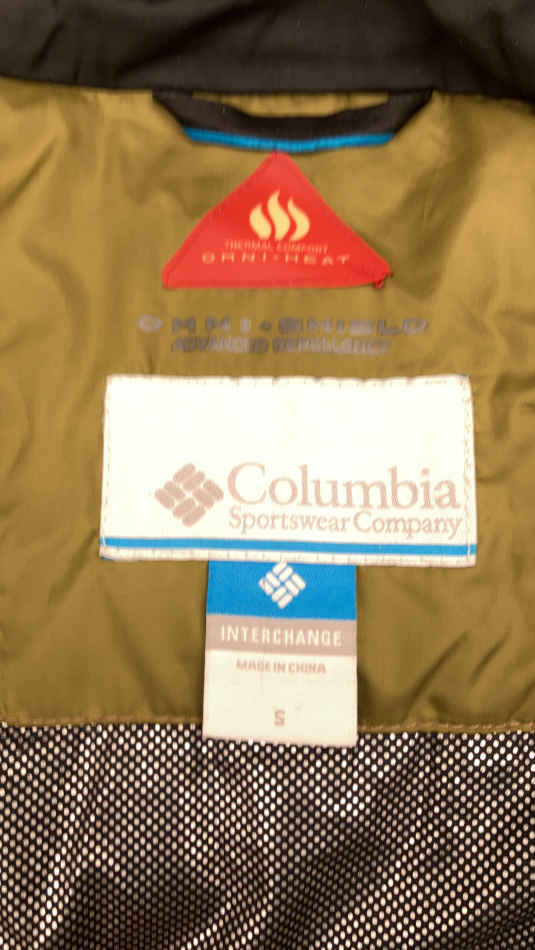 THERMAL COMFORT
OMNI-HEAT
OMNI-SHIELD
ADVANCED REPELLENCY
Columbia
Sportswear Company
INTERCHANGE
MADE IN CHINA
S